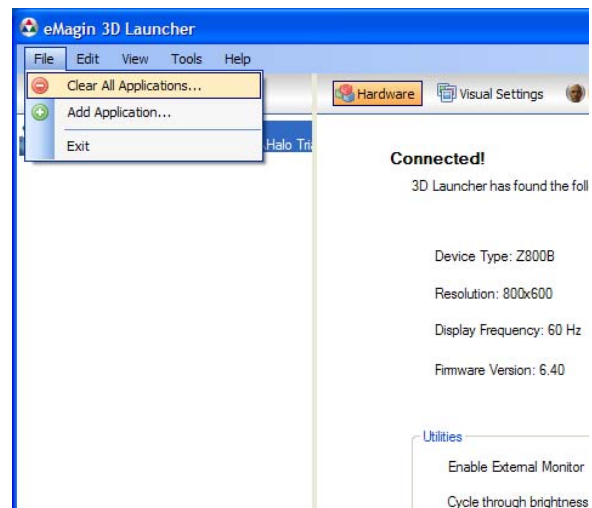 eMagin 3D Launcher
File Edit View Tools Help
Clear All Applications...
Add Application...
Exit
Halo
Hardware Visual Settings
Connected!
3D Launcher has found the
Device Type: Z800B
Resolution: 800x600
Display Frequency: 60 Hz
Firmware Version: 6.40
Utilities
Enable External Monitor
Cycle through brightness